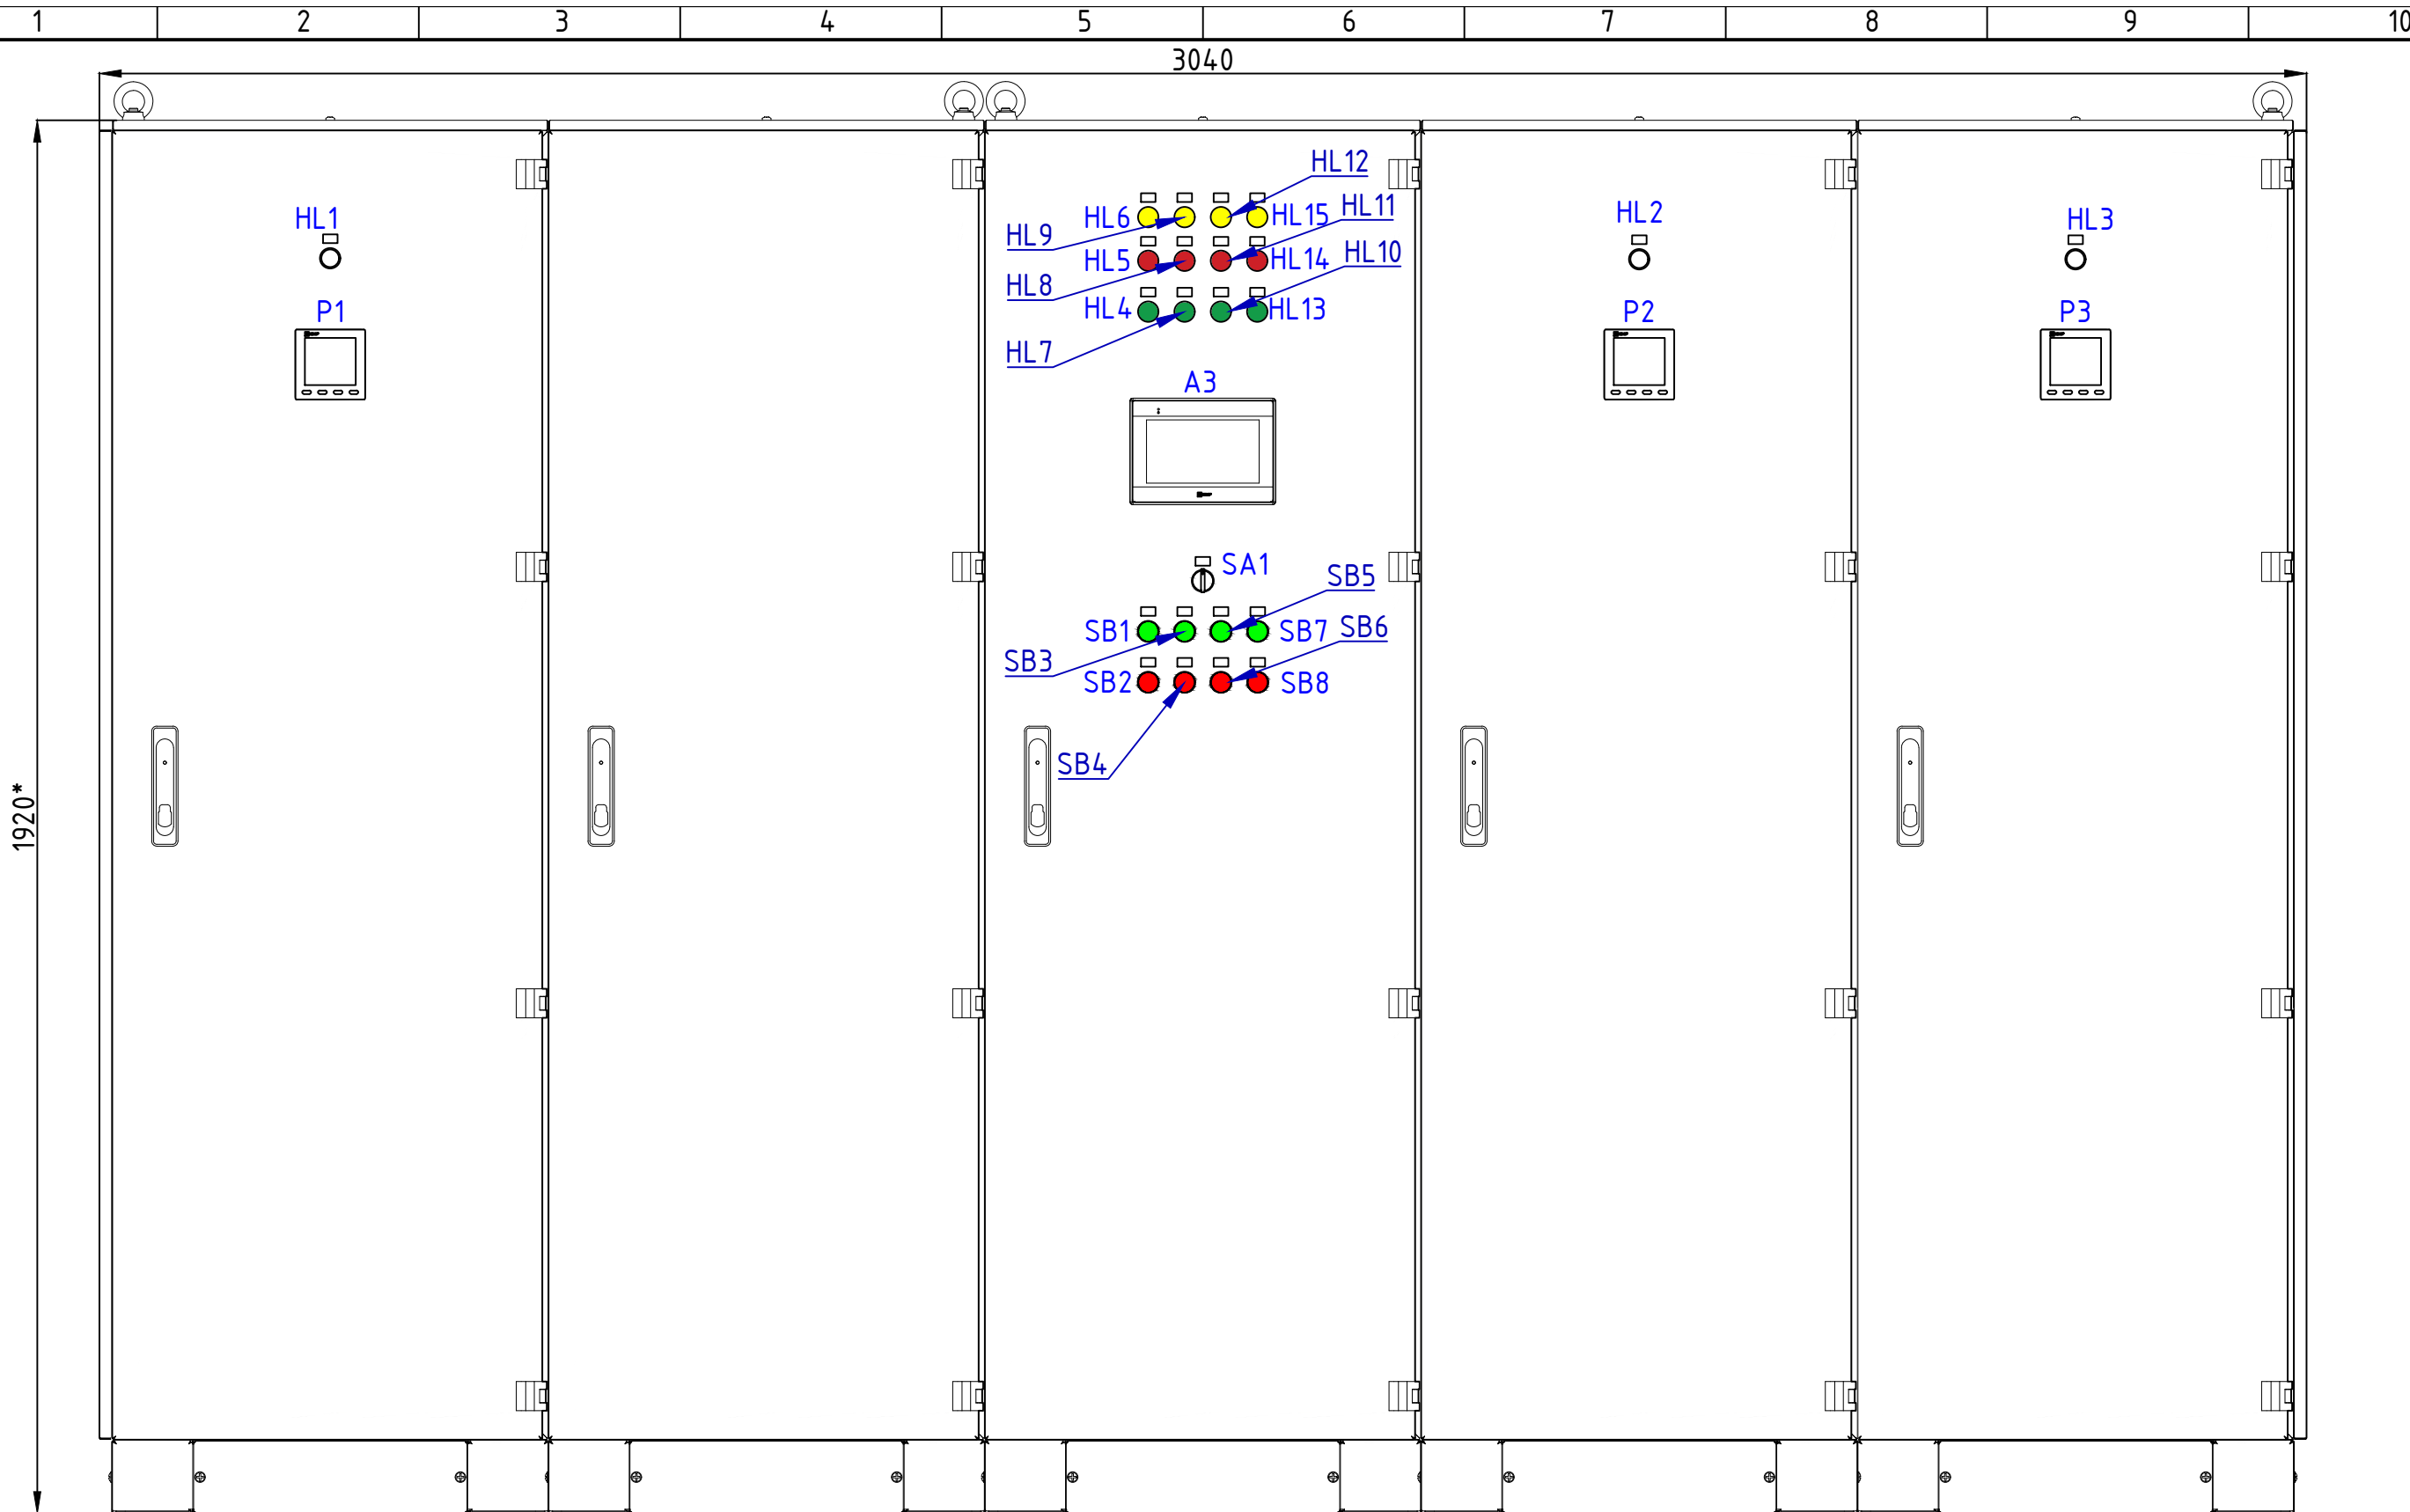 1 2 3 4 5 6 7 8 9 10
3040
HL12
HL1 HL6 HL15 HL11 HL2 HL3
HL9
HL5 HL14 HL10
HL8
P1 HL4 HL13 P2 P3
HL7
A3
SA1 SB5
SB1 SB7 SB6
SB3
SB2 SB8
SB4
1920*